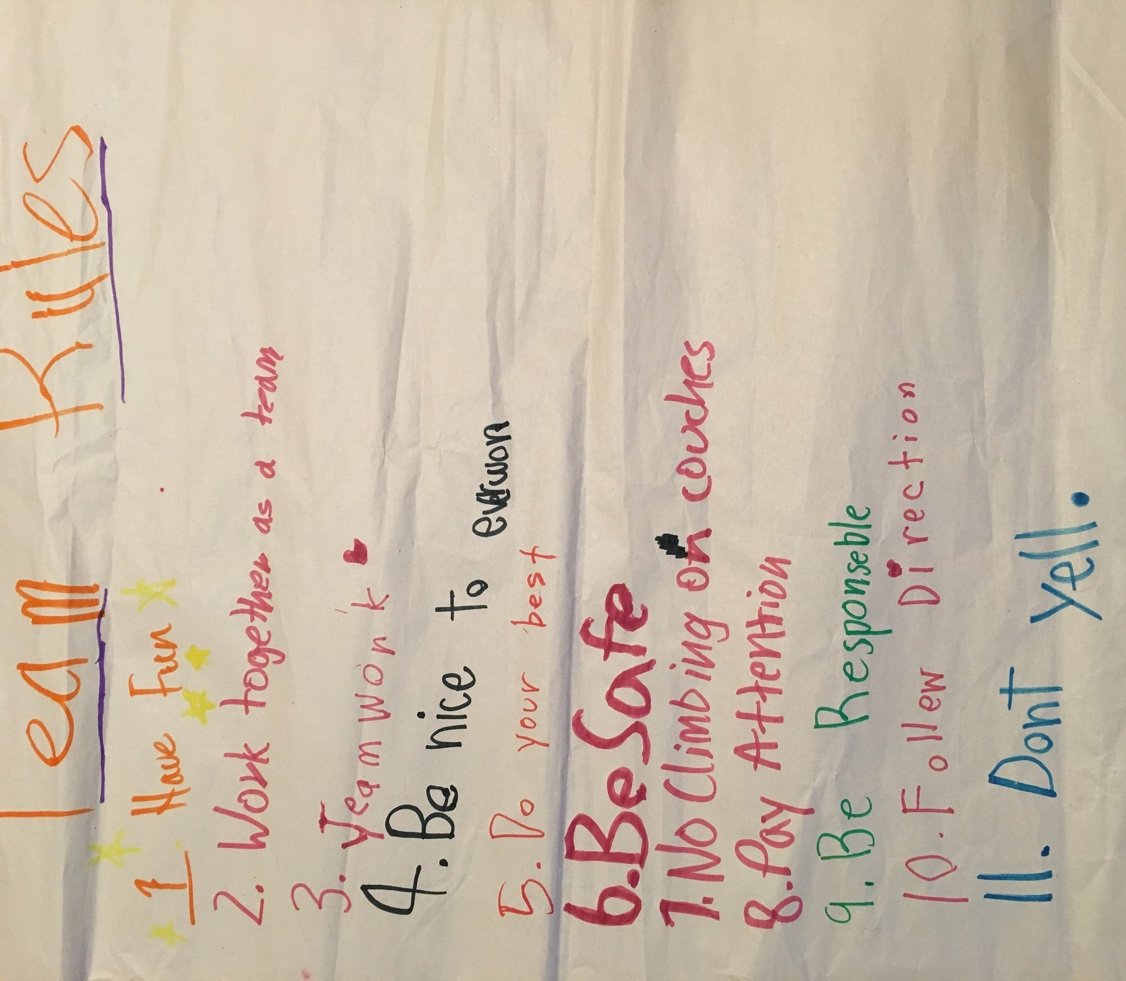 Team Rules
1. Have Fun
2. Work together as a team
3. Teamwork
4. Be nice to everwon
5. Do your best
6. Be Safe
7. No Climbing on couches
8. Pay Attention
9. Be Responseble
10. Follew Direction
11. Dont yell.